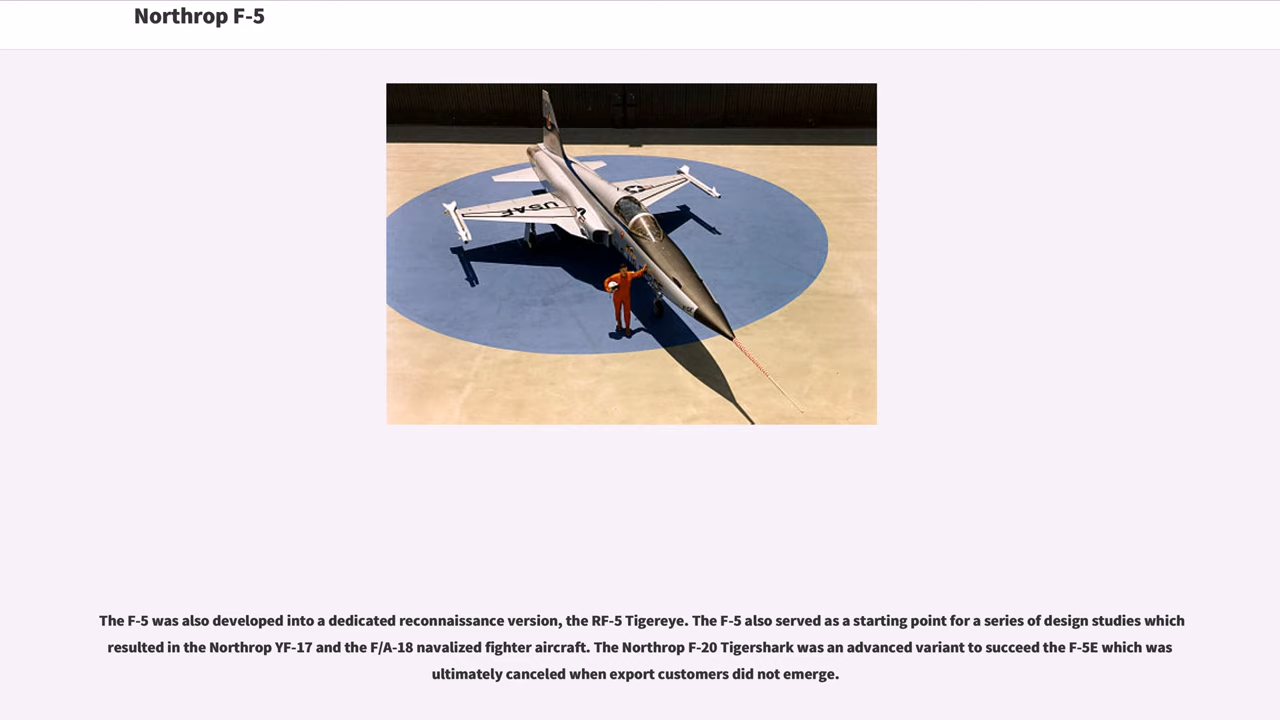 Northrop F-5
USAF
The F-5 was also developed into a dedicated reconnaissance version, the RF-5 Tigereye. The F-5 also served as a starting point for a series of design studies which
resulted in the Northrop YF-17 and the F/A-18 navalized fighter aircraft. The Northrop F-20 Tigershark was an advanced variant to succeed the F-5E which was
ultimately canceled when export customers did not emerge.